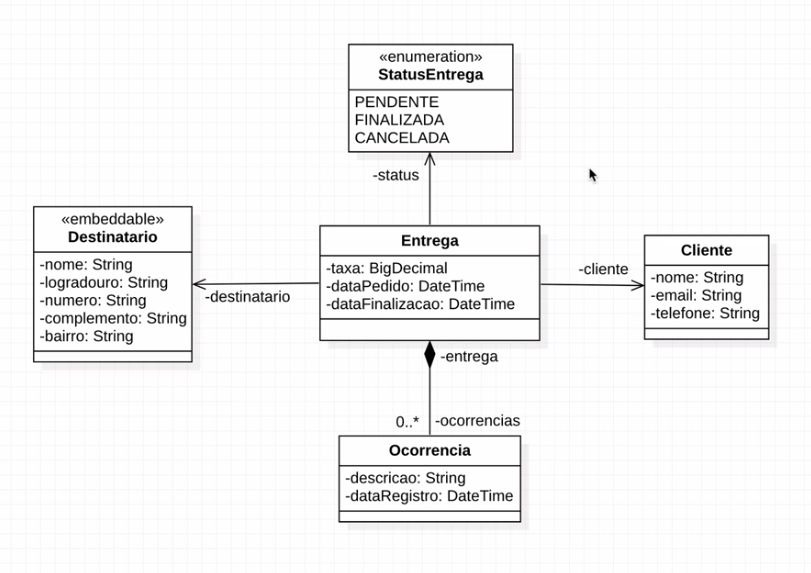 «enumeration»
StatusEntrega
PENDENTE
FINALIZADA
CANCELADA
-status
«embeddable»
Destinatario
-nome: String
-logradouro: String
-numero: String
-complemento: String
-bairro: String
-destinatario
Entrega
-taxa: BigDecimal
-dataPedido: DateTime
-dataFinalizacao: DateTime
-cliente
Cliente
-nome: String
-email: String
-telefone: String
-entrega
0..* -ocorrencias
Ocorrencia
-descricao: String
-dataRegistro: DateTime